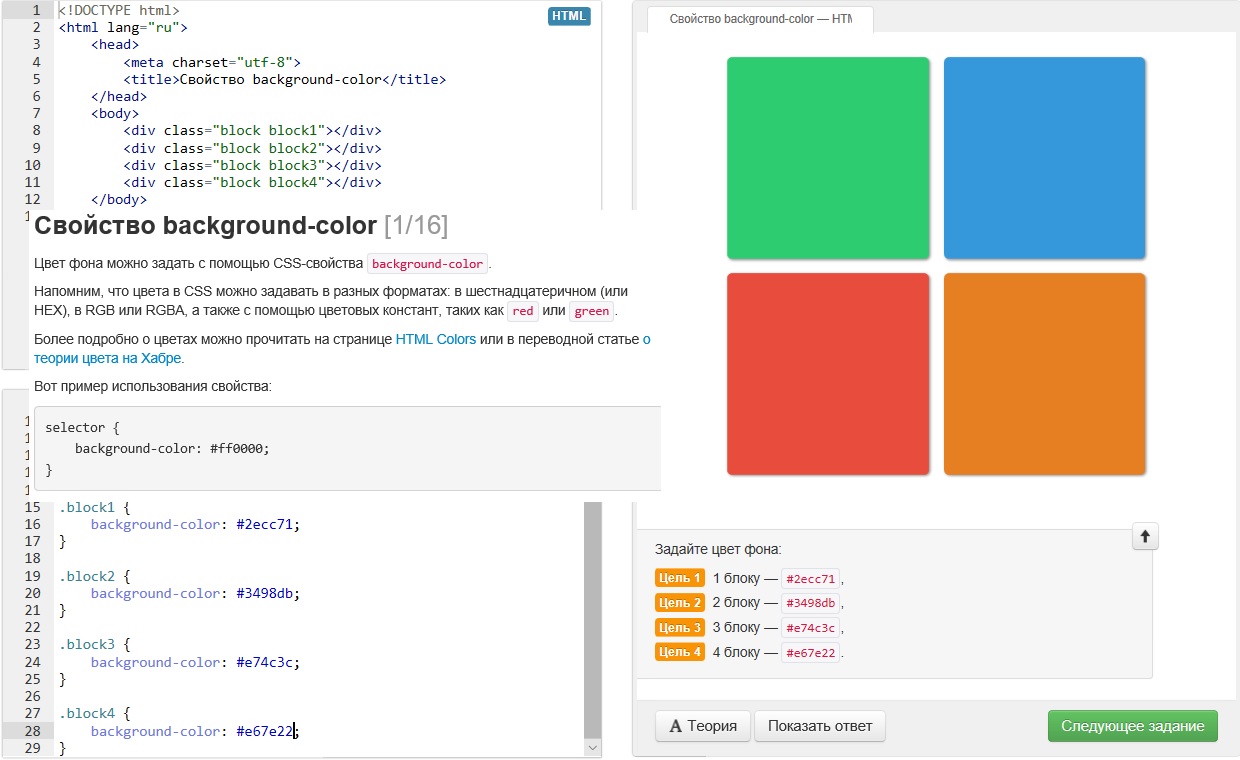 1 <!DOCTYPE html>
HTML
2 <html lang="ru">
3 <head>
4 <meta charset="utf-8">
5 <title>Свойство background-color</title>
6 </head>
7 <body>
8 <div class="block block1"></div>
9 <div class="block block2"></div>
10 <div class="block block3"></div>
11 <div class="block block4"></div>
12 </body>
Свойство background-color [1/16]
Цвет фона можно задать с помощью CSS-свойства background-color.
Напомним, что цвета в CSS можно задавать в разных форматах: в шестнадцатеричном (или
HEX), в RGB или RGBA, а также с помощью цветовых констант, таких как red или green.
Более подробно о цветах можно прочитать на странице HTML Colors или в переводной статье о
теории цвета на Хабре.
Вот пример использования свойства:
selector {
background-color: #ff0000;
}
15 .block1 {
16 background-color: #2ecc71;
17 }
18
19 .block2 {
20 background-color: #3498db;
21 }
22
23 .block3 {
24 background-color: #e74c3c;
25 }
26
27 .block4 {
28 background-color: #e67e22;
29 }
Свойство background-color — HTM
Задайте цвет фона:
Цель 1 1 блоку — #2ecc71,
Цель 2 2 блоку — #3498db,
Цель 3 3 блоку — #e74c3c,
Цель 4 4 блоку — #e67e22.
A Теория
Показать ответ
Следующее задание